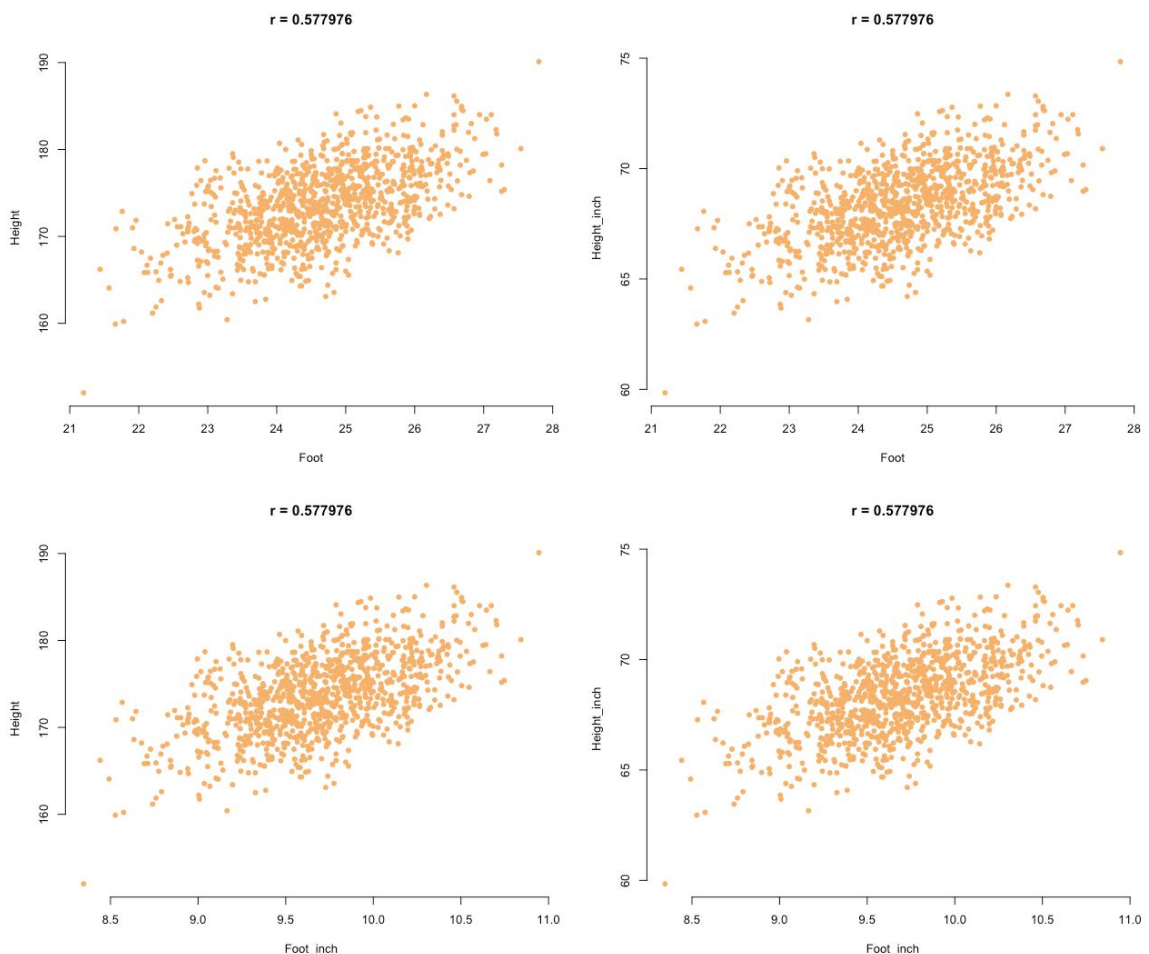 r = 0.577976
190
180
170
160
Height
21 22 23 24 25 26 27 28
Foot
r = 0.577976
75
70
65
60
Height_inch
21 22 23 24 25 26 27 28
Foot
r = 0.577976
190
180
170
160
Height
8.5 9.0 9.5 10.0 10.5 11.0
Foot_inch
r = 0.577976
75
70
65
60
Height_inch
8.5 9.0 9.5 10.0 10.5 11.0
Foot_inch